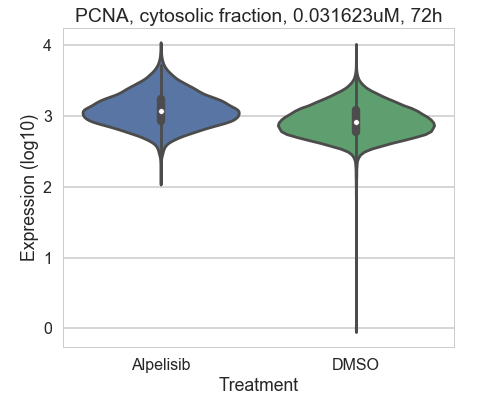 PCNA, cytosolic fraction, 0.031623uM, 72h
Expression (log10)
4
3
2
1
0
Alpelisib DMSO
Treatment